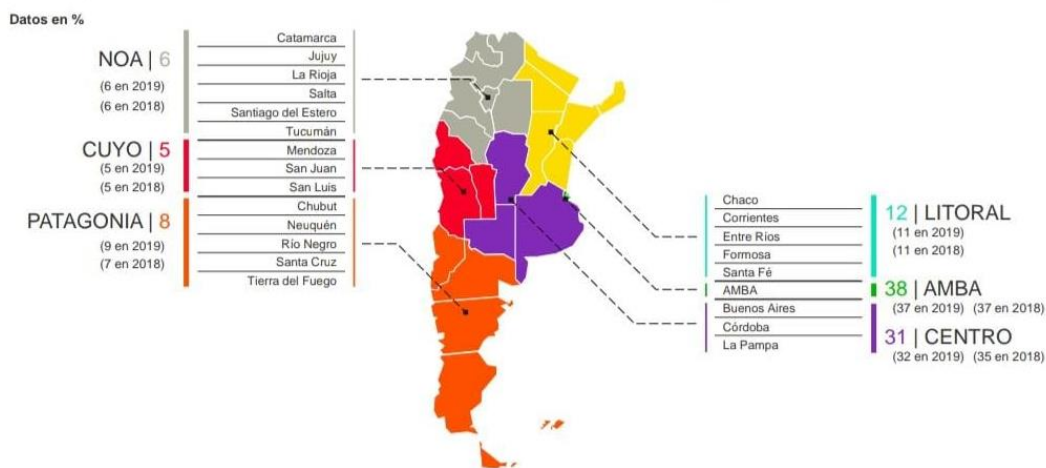 Datos en %
NOA | 6
(6 en 2019)
(6 en 2018)
Catamarca
Jujuy
La Rioja
Salta
Santiago del Estero
Tucumán
CUYO | 5
(5 en 2019)
(5 en 2018)
Mendoza
San Juan
San Luis
PATAGONIA | 8
(9 en 2019)
(7 en 2018)
Chubut
Neuquén
Río Negro
Santa Cruz
Tierra del Fuego
Chaco
Corrientes
Entre Ríos
Formosa
Santa Fé
12 | LITORAL
(11 en 2019)
(11 en 2018)
AMBA
38 | AMBA
(37 en 2019) (37 en 2018)
Buenos Aires
Córdoba
La Pampa
31 | CENTRO
(32 en 2019) (35 en 2018)